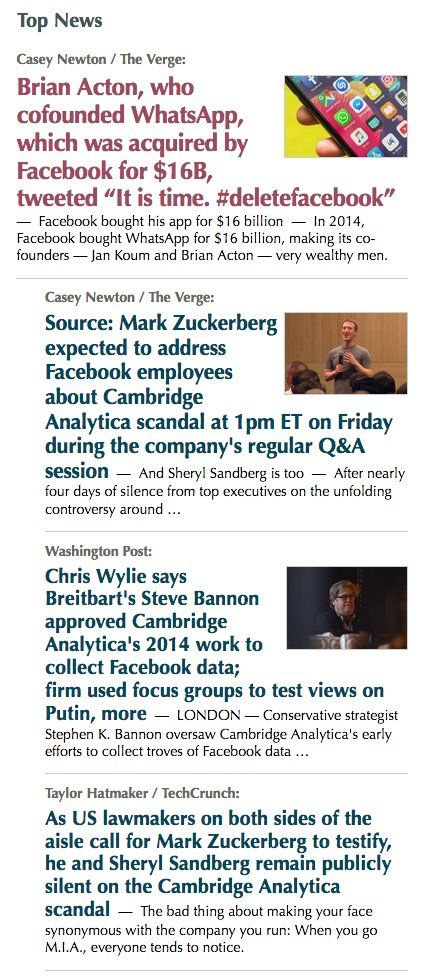 Top News
Casey Newton / The Verge:
Brian Acton, who
cofounded WhatsApp,
which was acquired by
Facebook for $16B,
tweeted “It is time. #deletefacebook”
— Facebook bought his app for $16 billion — In 2014,
Facebook bought WhatsApp for $16 billion, making its co-
founders — Jan Koum and Brian Acton — very wealthy men.
Casey Newton / The Verge:
Source: Mark Zuckerberg
expected to address
Facebook employees
about Cambridge
Analytica scandal at 1pm ET on Friday
during the company's regular Q&A
session — And Sheryl Sandberg is too — After nearly
four days of silence from top executives on the unfolding
controversy around …
Washington Post:
Chris Wylie says
Breitbart's Steve Bannon
approved Cambridge
Analytica's 2014 work to
collect Facebook data;
firm used focus groups to test views on
Putin, more — LONDON — Conservative strategist
Stephen K. Bannon oversaw Cambridge Analytica's early
efforts to collect troves of Facebook data …
Taylor Hatmaker / TechCrunch:
As US lawmakers on both sides of the
aisle call for Mark Zuckerberg to testify,
he and Sheryl Sandberg remain publicly
silent on the Cambridge Analytica
scandal — The bad thing about making your face
synonymous with the company you run: When you go
M.I.A., everyone tends to notice.